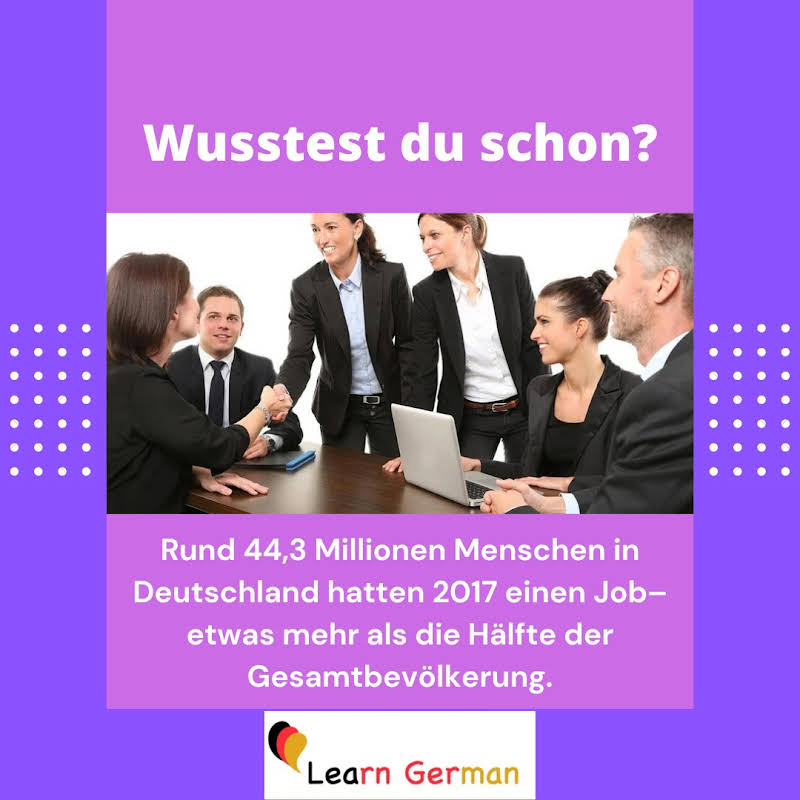 Wusstest du schon?
Rund 44,3 Millionen Menschen in
Deutschland hatten 2017 einen Job–
etwas mehr als die Hälfte der
Gesamtbevölkerung.
Learn German